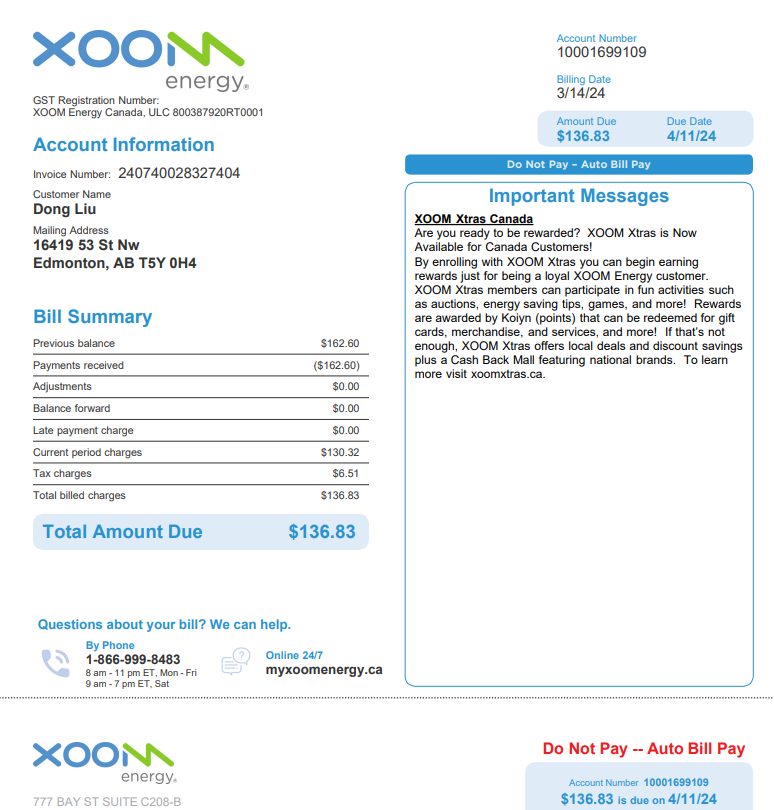 XOOM
energy®
GST Registration Number:
XOOM Energy Canada, ULC 800387920RT0001
Account Number
10001699109
Billing Date
3/14/24
Amount Due Due Date
$136.83 4/11/24
Do Not Pay – Auto Bill Pay
Account Information
Invoice Number: 240740028327404
Customer Name
Dong Liu
Mailing Address
16419 53 St Nw
Edmonton, AB T5Y 0H4
Bill Summary
Previous balance $162.60
Payments received ($162.60)
Adjustments $0.00
Balance forward $0.00
Late payment charge $0.00
Current period charges $130.32
Tax charges $6.51
Total billed charges $136.83
Total Amount Due $136.83
Important Messages
XOOM Xtras Canada
Are you ready to be rewarded? XOOM Xtras is Now
Available for Canada Customers!
By enrolling with XOOM Xtras you can begin earning
rewards just for being a loyal XOOM Energy customer.
XOOM Xtras members can participate in fun activities such
as auctions, energy saving tips, games, and more! Rewards
are awarded by Koiyn (points) that can be redeemed for gift
cards, merchandise, and services, and more! If that's not
enough, XOOM Xtras offers local deals and discount savings
plus a Cash Back Mall featuring national brands. To learn
more visit xoomxtras.ca.
Questions about your bill? We can help.
By Phone
1-866-999-8483
8 am - 11 pm ET, Mon - Fri
9 am - 7 pm ET, Sat
?
Online 24/7
myxoomenergy.ca
XOOM
energy®
777 BAY ST SUITE C208-B
Do Not Pay -- Auto Bill Pay
Account Number 10001699109
$136.83 is due on 4/11/24